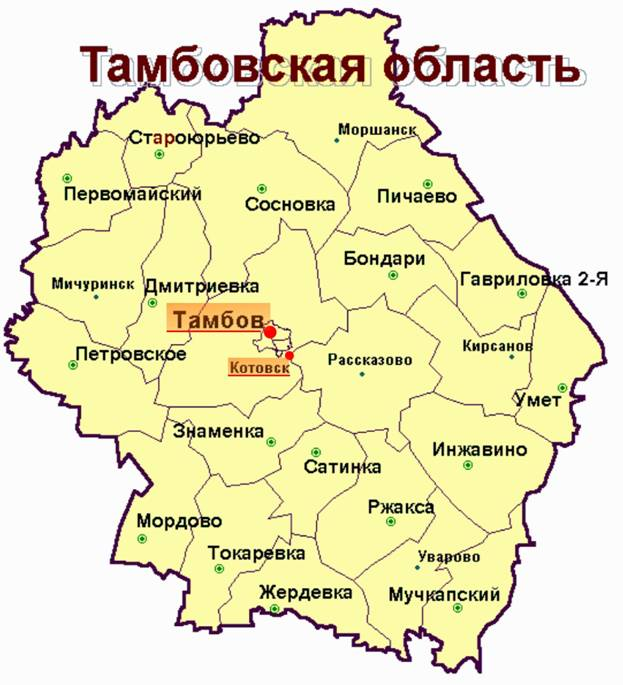 Тамбовская область
Моршанск
Староюрьево
Первомайский
Сосновка
Пичаево
Бондари
Гавриловка 2-Я
Мичуринск
Дмитриевка
Тамбов
Кирсанов
Петровское
Котовск
Рассказово
Умет
Знаменка
Сатинка
Инжавино
Ржакса
Мордово
Токаревка
Уварово
Жердевка
Мучкапский